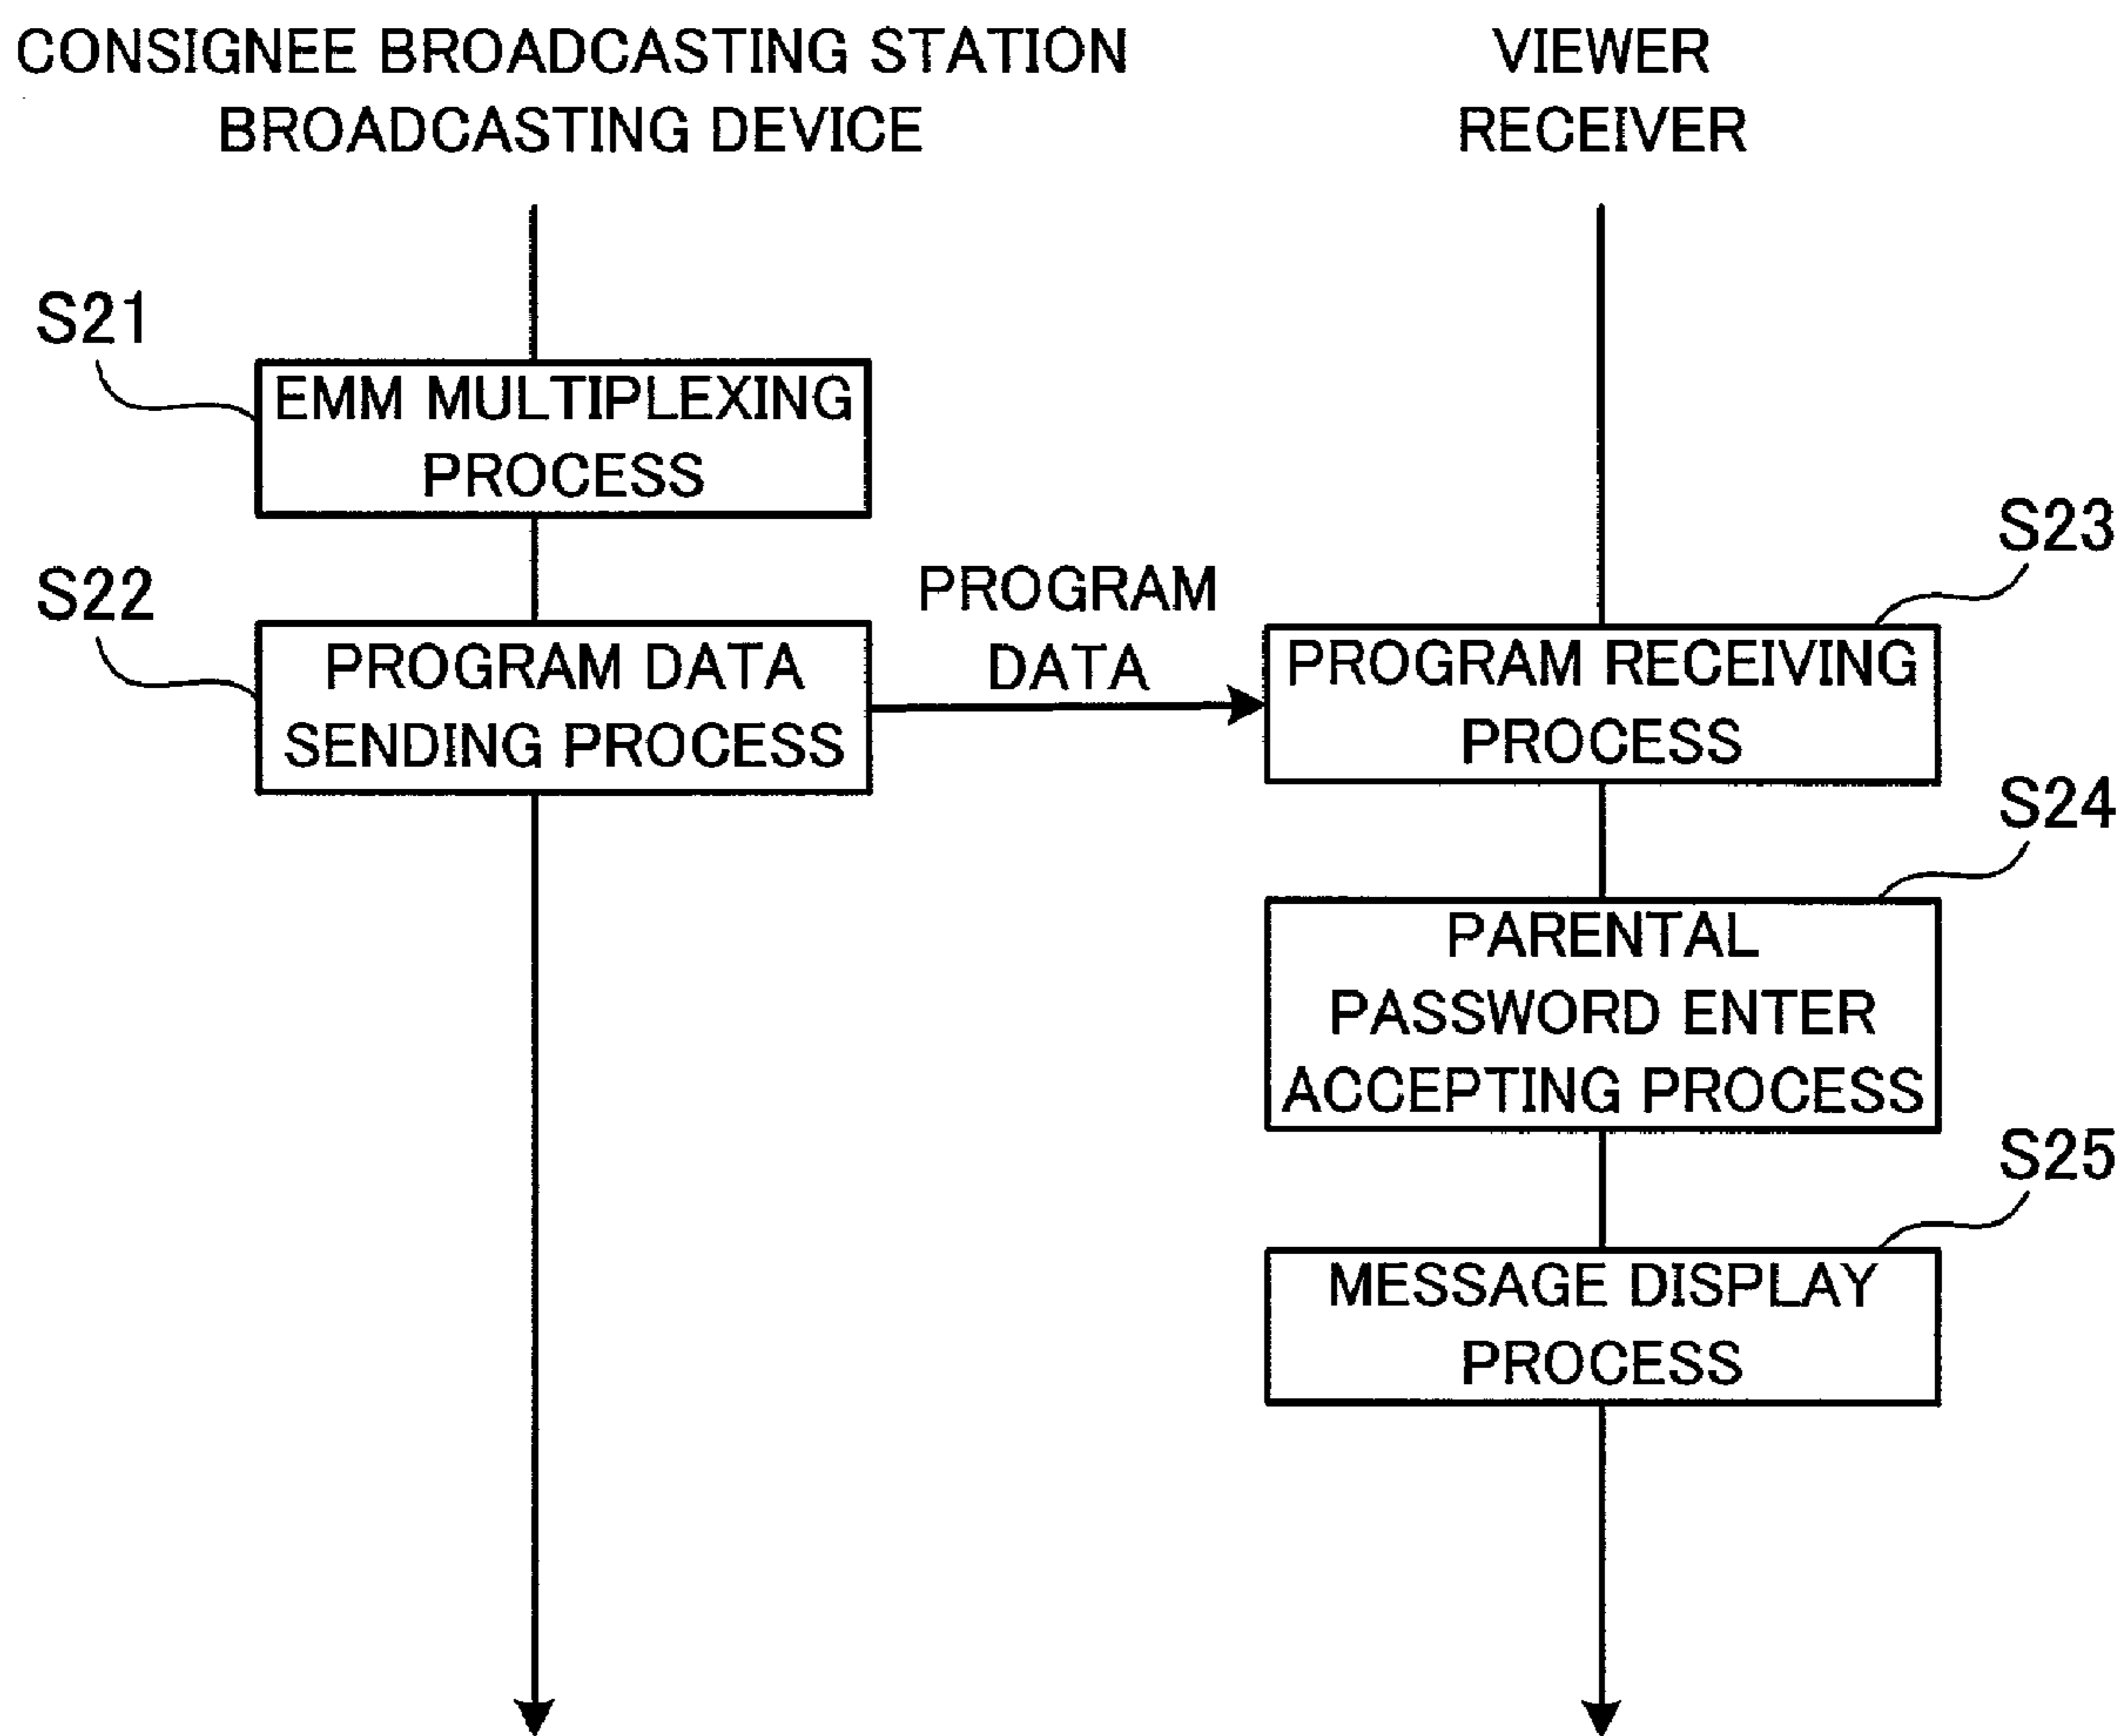 CONSIGNEE BROADCASTING STATION
BROADCASTING DEVICE
VIEWER
RECEIVER
S21
EMM MULTIPLEXING
PROCESS
S22
PROGRAM DATA
SENDING PROCESS
PROGRAM
DATA
S23
PROGRAM RECEIVING
PROCESS
S24
PARENTAL
PASSWORD ENTER
ACCEPTING PROCESS
S25
MESSAGE DISPLAY
PROCESS